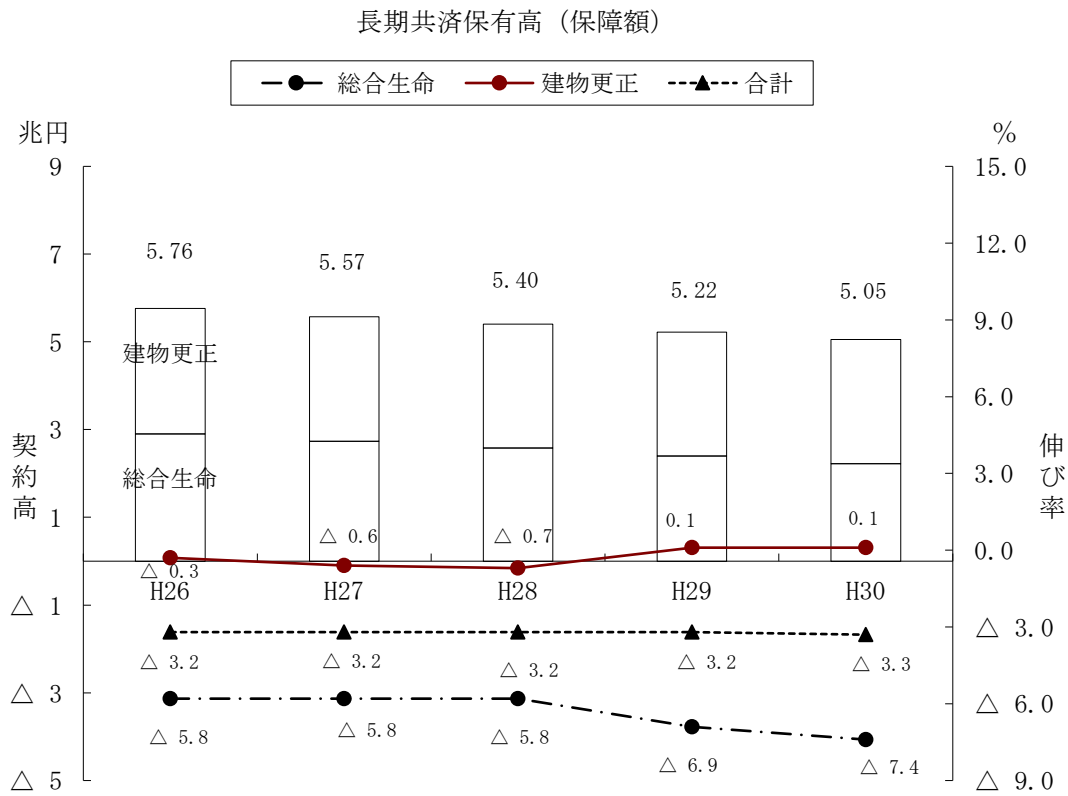 長期共済保有高（保障額）
総合生命 建物更正 合計
兆円 %
9 15.0
12.0
7
5.76 5.57 5.40 5.22 5.05
9.0
5
建物更正
6.0
3
契約高
伸び率
総合生命
3.0
1
△ 0.6 △ 0.7 0.1 0.1
0.0
△ 0.3
H26 H27 H28 H29 H30
△ 1
△ 3.0
△ 3.2 △ 3.2 △ 3.2 △ 3.2 △ 3.3
△ 3
△ 6.0
△ 5.8 △ 5.8 △ 5.8 △ 6.9 △ 7.4
△ 5 △ 9.0